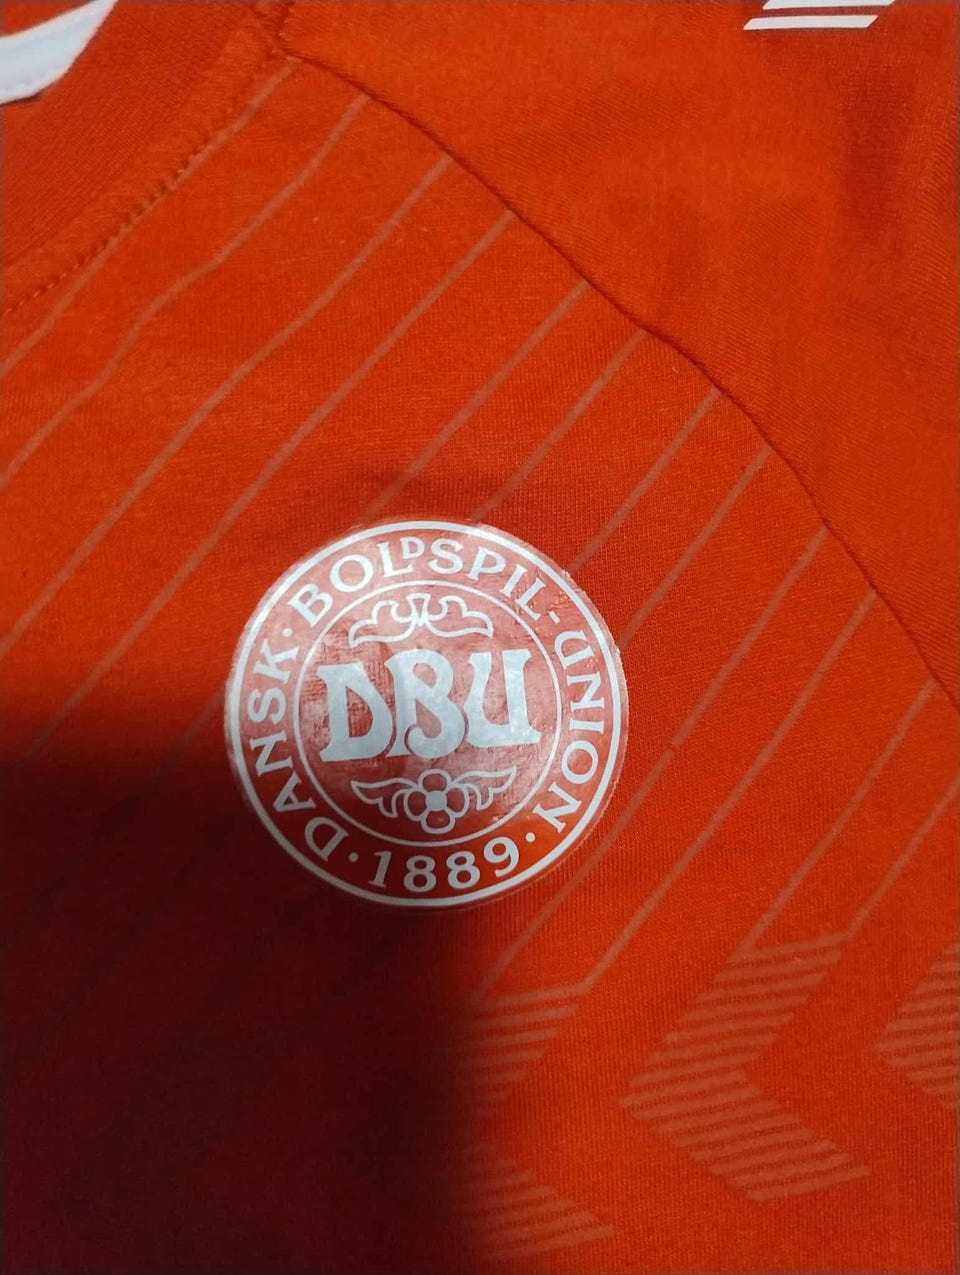 DANSK · BOLDSPIL-UNION
· 1889 ·
DBU